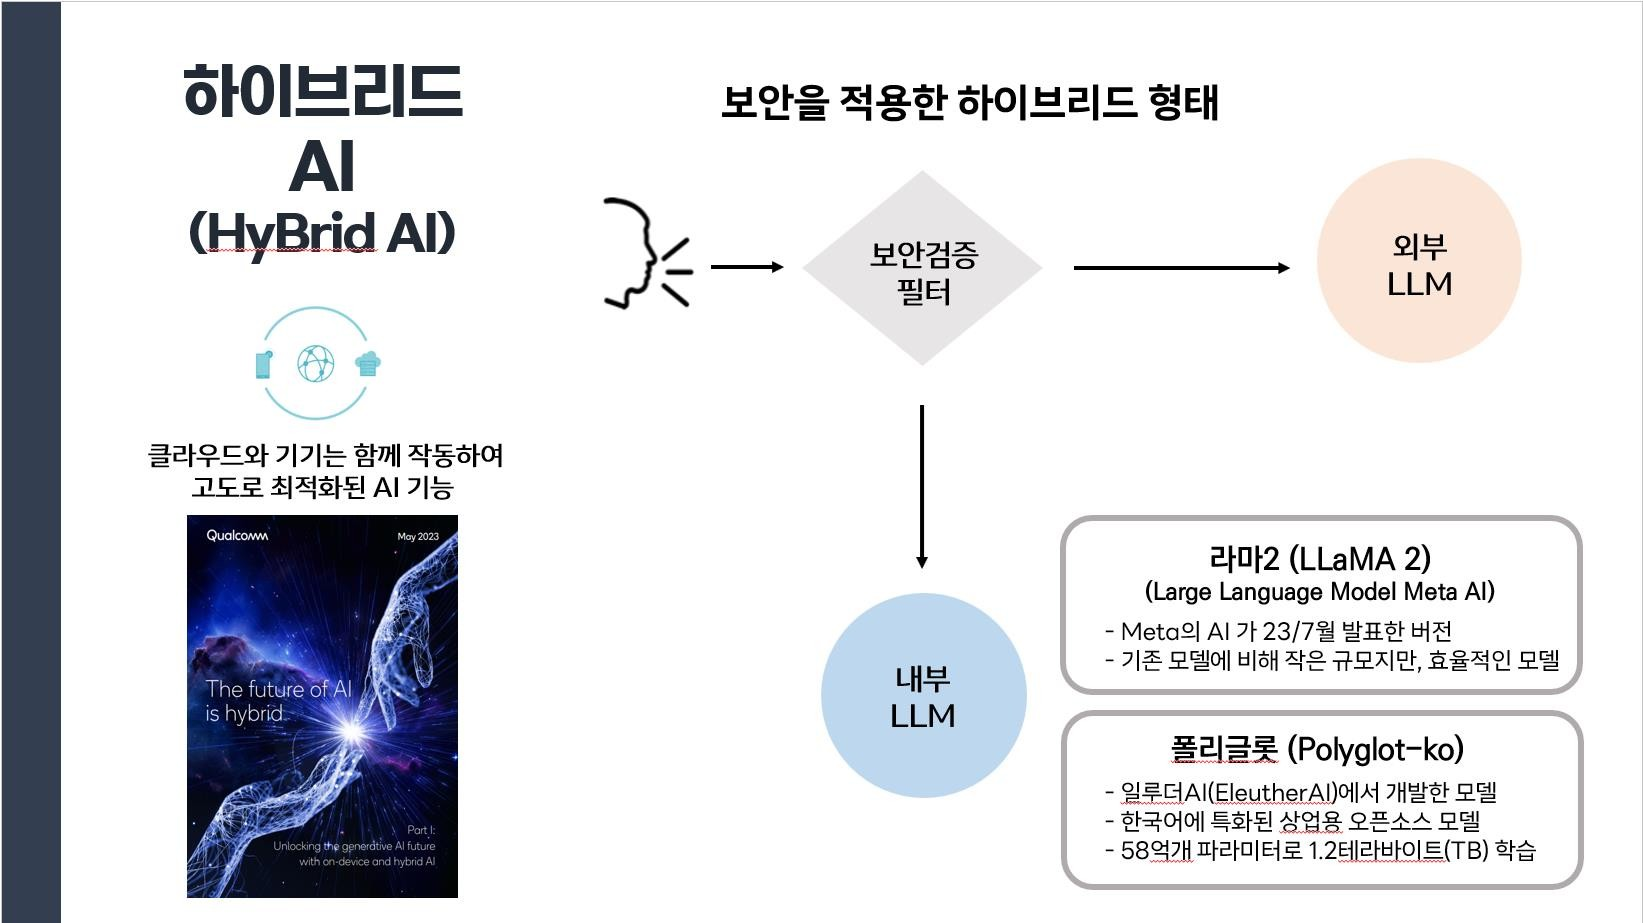 하이브리드
AI
(HyBrid AI)
클라우드와 기기는 함께 작동하여
고도로 최적화된 AI 기능
Qualcomm
May 2023
The future of AI
is hybrid
Part I:
Unlocking the generative AI future
with on-device and hybrid AI
보안을 적용한 하이브리드 형태
보안검증
필터
외부
LLM
내부
LLM
라마2 (LLaMA 2)
(Large Language Model Meta AI)
- Meta의 AI 가 23/7월 발표한 버전
- 기존 모델에 비해 작은 규모지만, 효율적인 모델
폴리글롯 (Polyglot-ko)
- 일루더AI(EleutherAI)에서 개발한 모델
- 한국어에 특화된 상업용 오픈소스 모델
- 58억개 파라미터로 1.2테라바이트(TB) 학습